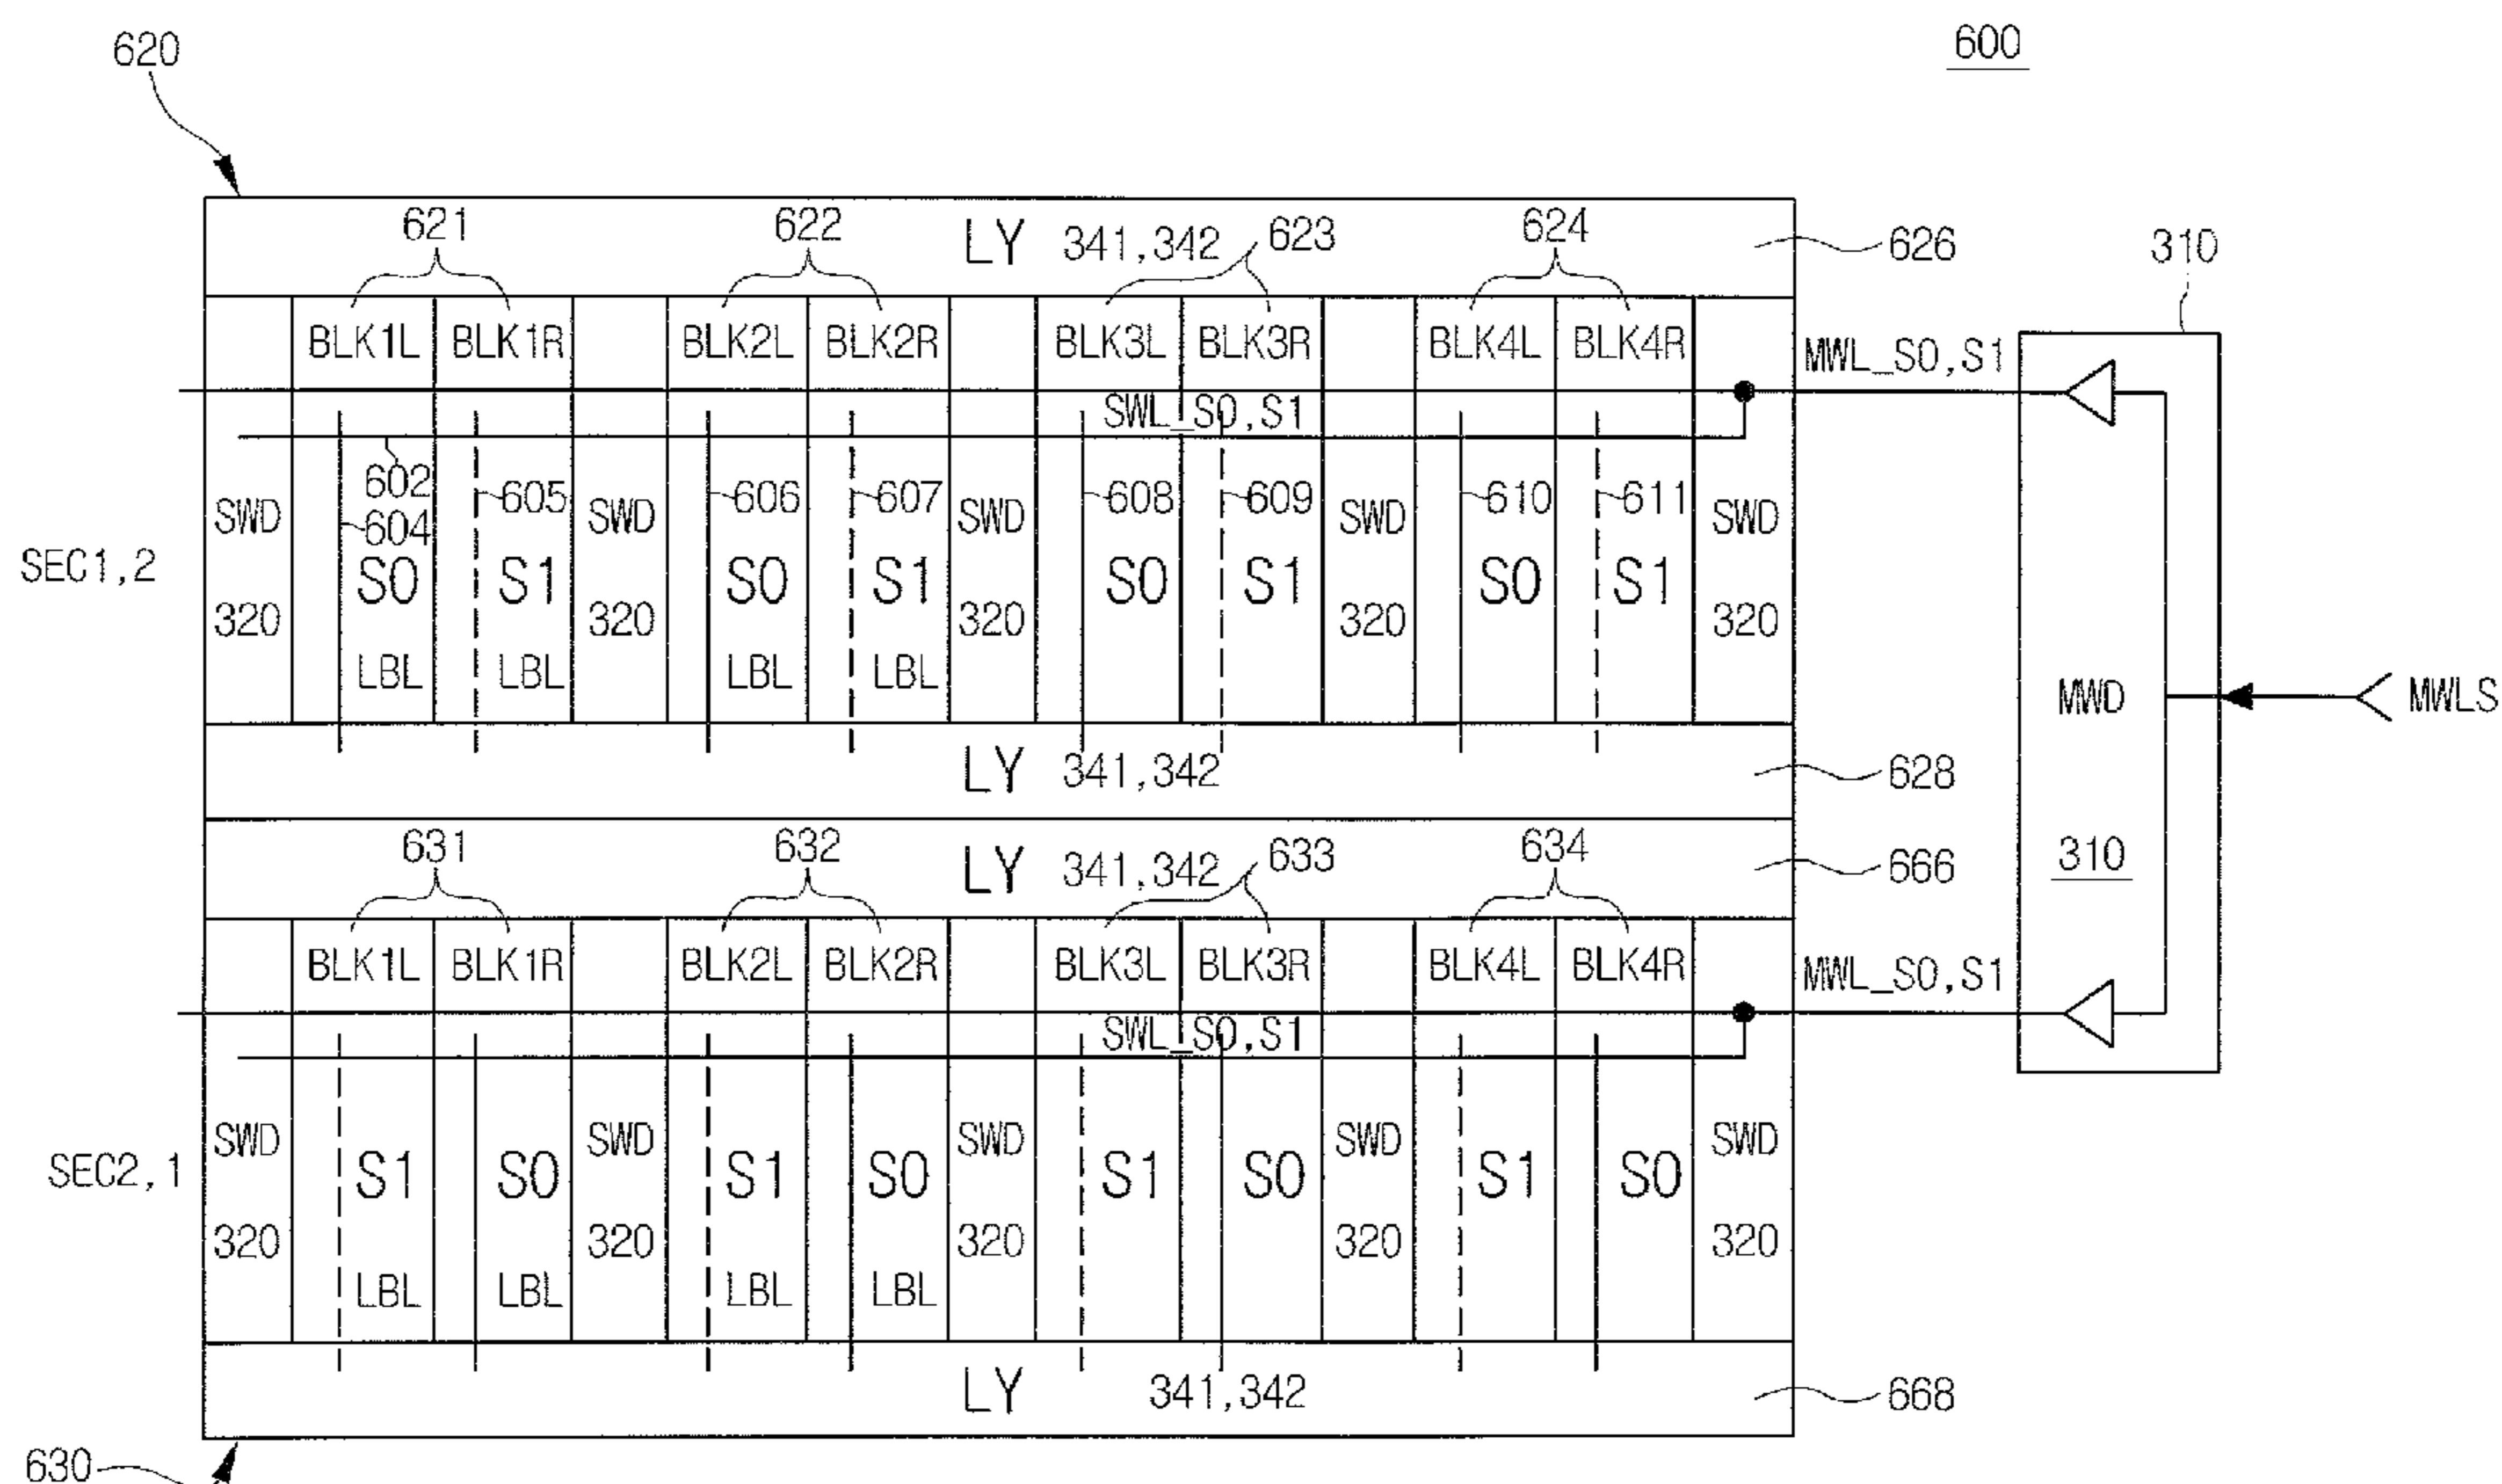 620
600
621
622
LY 341,342
623
624
626
310
BLK1L BLK1R BLK2L BLK2R BLK3L BLK3R BLK4L BLK4R
MWL_S0,S1
SWL_S0,S1
602
604
605
606
607
608
609
610
611
SWD SWD SWD SWD SWD
SEC1,2
S0 S1 S0 S1 S0 S1 S0 S1
320 320 320 320 320
LBL LBL LBL LBL
MWD
MWLS
LY 341,342
628
631
632
LY 341,342
633
634
666
310
BLK1L BLK1R BLK2L BLK2R BLK3L BLK3R BLK4L BLK4R
MWL_S0,S1
SWL_S0,S1
SWD SWD SWD SWD SWD
SEC2,1
S1 S0 S1 S0 S1 S0 S1 S0
320 320 320 320 320
LBL LBL LBL LBL
LY 341,342
668
630